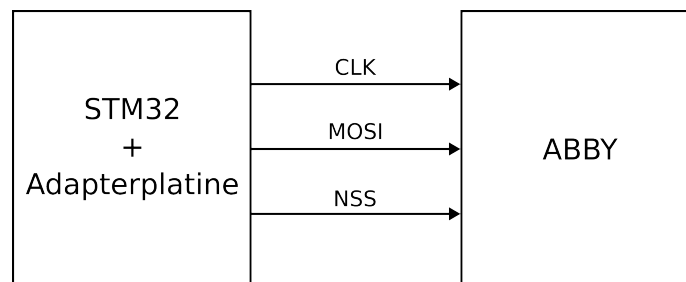 STM32
+
Adapterplatine
CLK
MOSI
NSS
ABBY